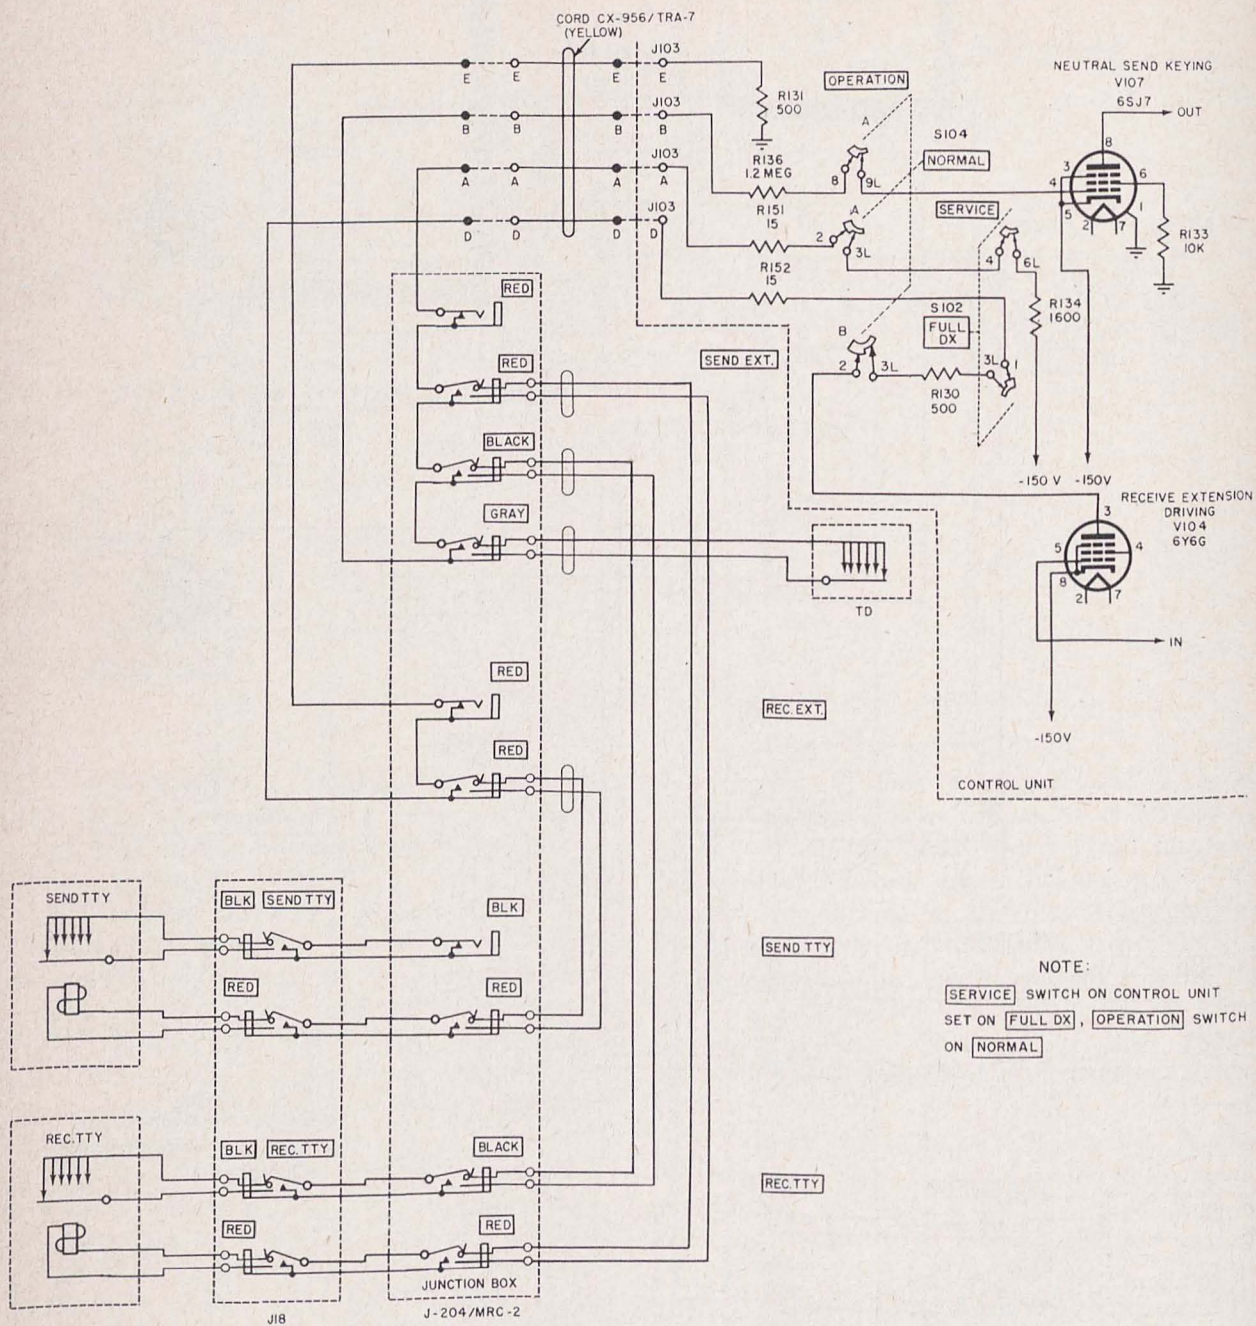 CORD CX-956/TRA-7
(YELLOW)
E
E
E
J103
E
B
B
B
J103
B
A
A
A
J103
A
D
D
D
J103
D
R131
500
OPERATION
A
S104
NORMAL
R136
1.2 MEG
8
9L
R151
15
A
2
3L
SERVICE
4
6L
R152
15
R134
1600
S102
FULL
DX
B
2
3L
R130
500
3L
1
-150 V
-150V
NEUTRAL SEND KEYING
V107
6SJ7
OUT
8
3
4
5
6
1
2
7
R133
10K
RECEIVE EXTENSION
DRIVING
V104
6Y6G
3
5
4
8
2
7
IN
-150V
CONTROL UNIT
SEND EXT.
RED
RED
BLACK
GRAY
TD
RED
REC. EXT.
RED
SEND TTY
BLK
SEND TTY
BLK
SEND TTY
RED
RED
REC. TTY
BLK
REC. TTY
BLACK
REC. TTY
RED
RED
JUNCTION BOX
J18
J-204/MRC-2
NOTE:
SERVICE SWITCH ON CONTROL UNIT
SET ON FULL DX, OPERATION SWITCH
ON NORMAL